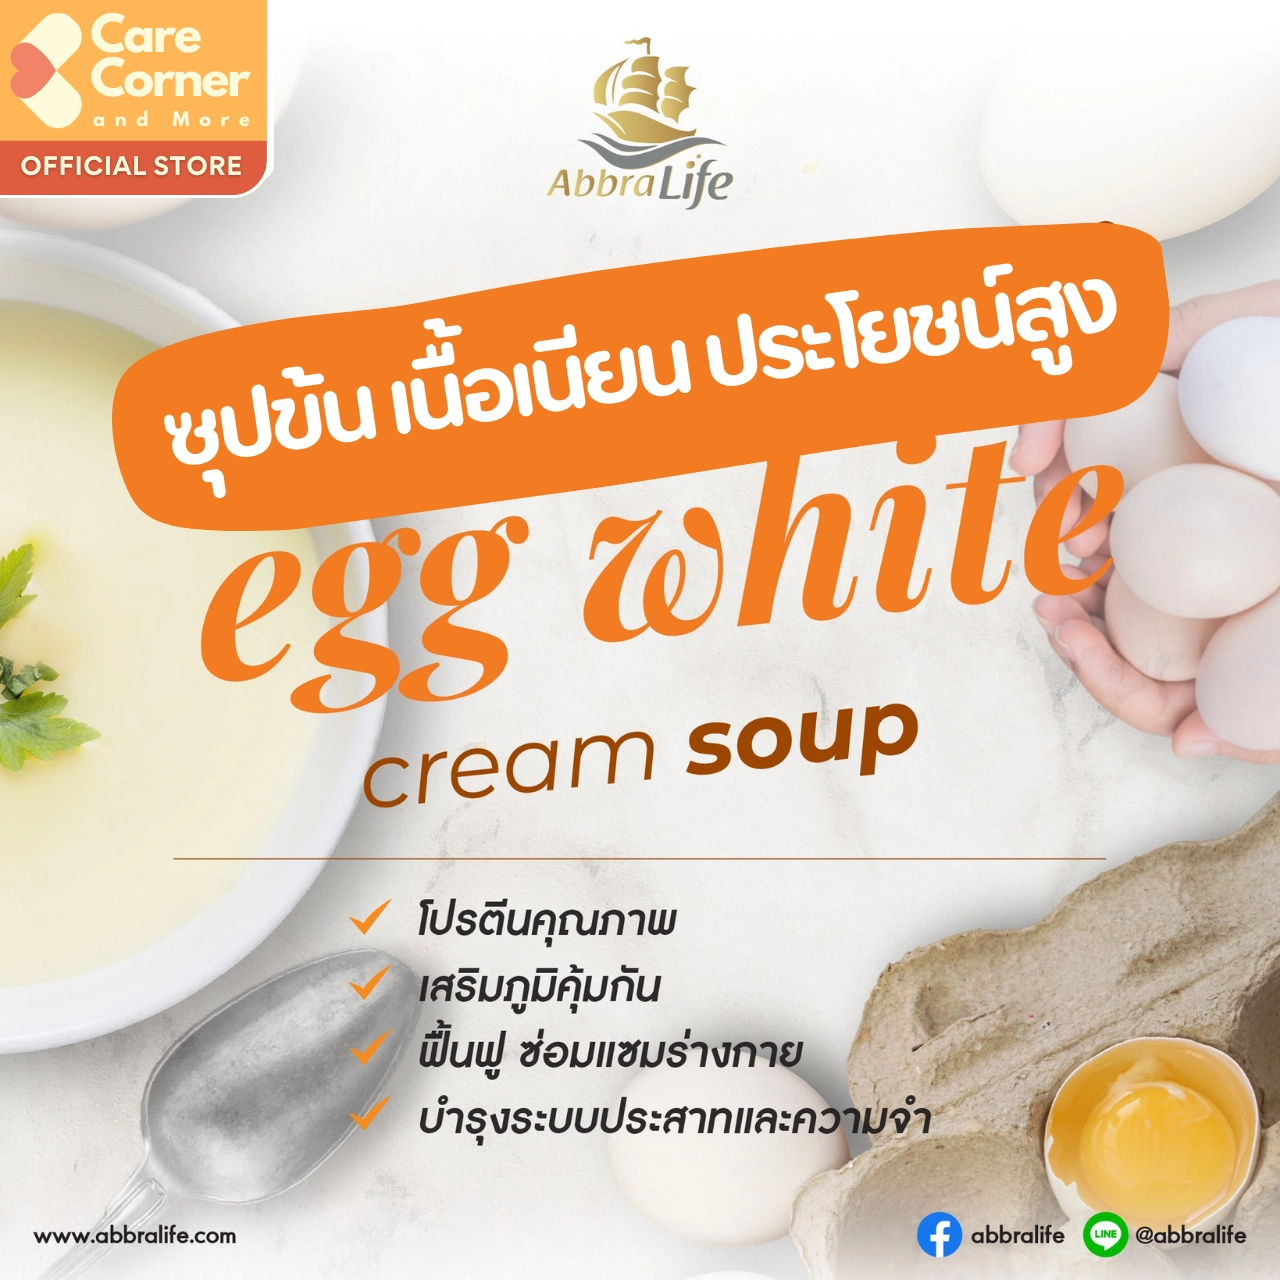 Care
Corner
and More
OFFICIAL STORE
AbbraLife
ซุปข้น เนื้อเนียน ประโยชน์สูง
egg white
cream soup
โปรตีนคุณภาพ
เสริมภูมิคุ้มกัน
ฟื้นฟู ซ่อมแซมร่างกาย
บำรุงระบบประสาทและความจำ
www.abbralife.com
abbralife
LINE
@abbralife